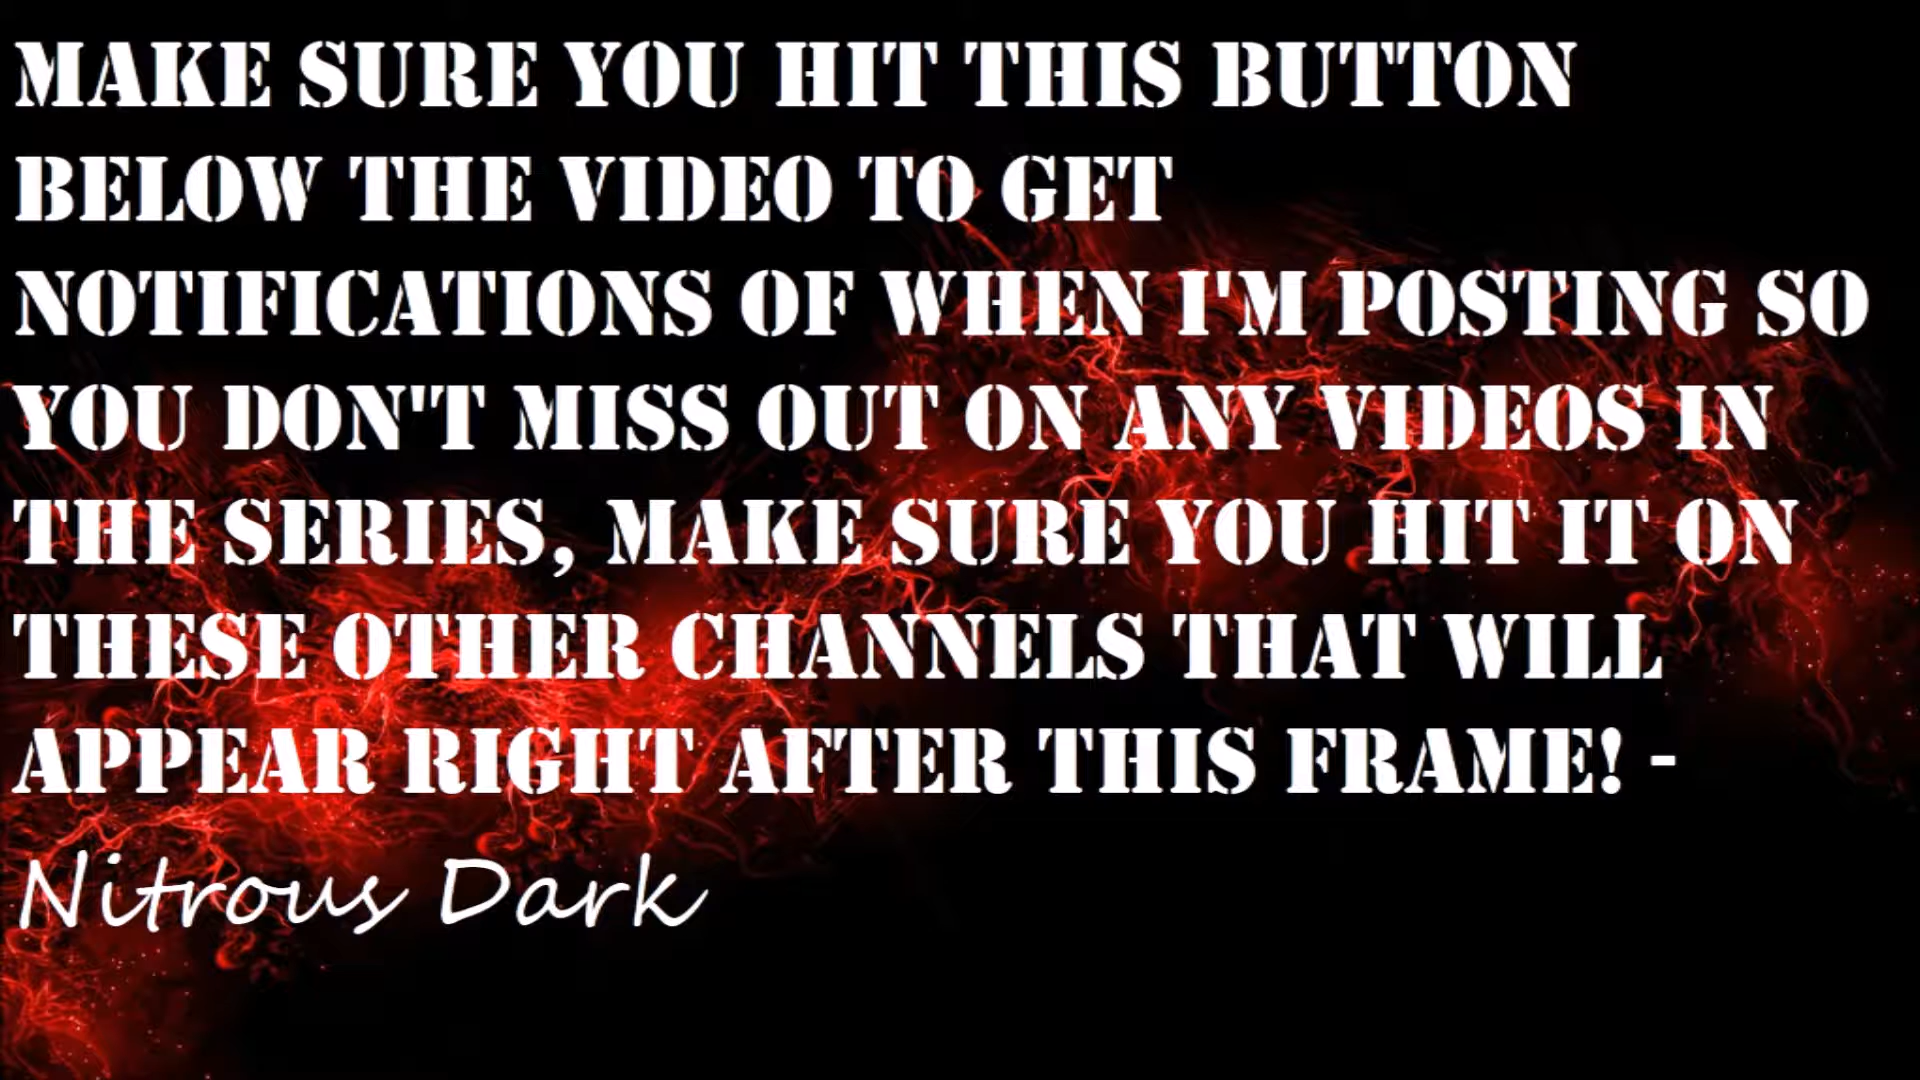 MAKE SURE YOU HIT THIS BUTTON
BELOW THE VIDEO TO GET
NOTIFICATIONS OF WHEN I'M POSTING SO
YOU DON'T MISS OUT ON ANY VIDEOS IN
THE SERIES, MAKE SURE YOU HIT IT ON
THESE OTHER CHANNELS THAT WILL
APPEAR RIGHT AFTER THIS FRAME! -
Nitrous Dark